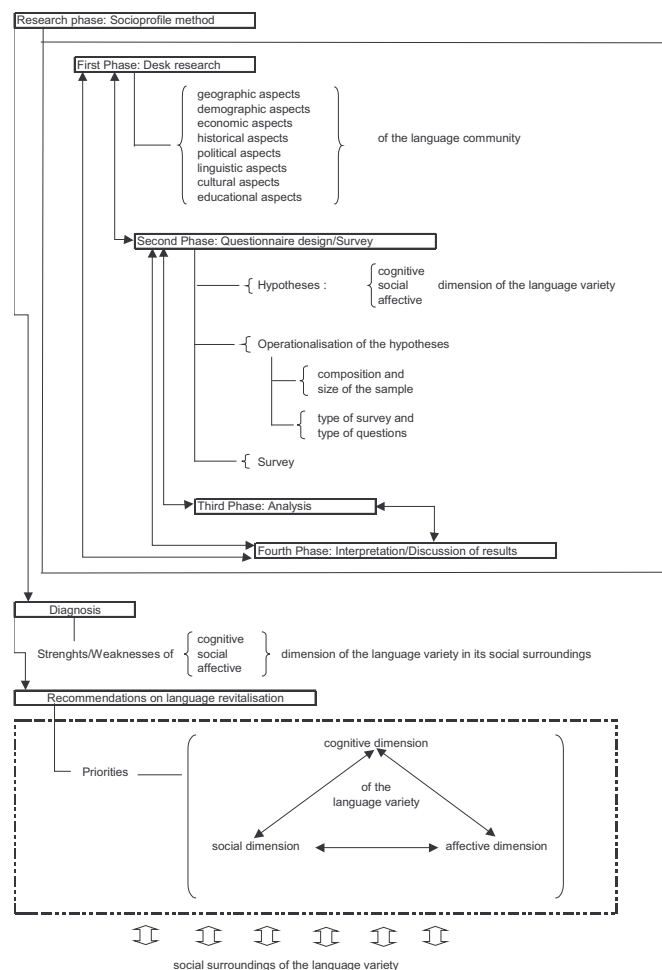 Research phase: Socioprofile method
First Phase: Desk research
geographic aspects
demographic aspects
economic aspects
historical aspects
political aspects
linguistic aspects
cultural aspects
educational aspects
of the language community
Second Phase: Questionnaire design/Survey
Hypotheses :
cognitive
social
affective
dimension of the language variety
Operationalisation of the hypotheses
composition and
size of the sample
type of survey and
type of questions
Survey
Third Phase: Analysis
Fourth Phase: Interpretation/Discussion of results
Diagnosis
Strenghts/Weaknesses of
cognitive
social
affective
dimension of the language variety in its social surroundings
Recommendations on language revitalisation
Priorities
cognitive dimension
of the
language variety
social dimension
affective dimension
social surroundings of the language variety